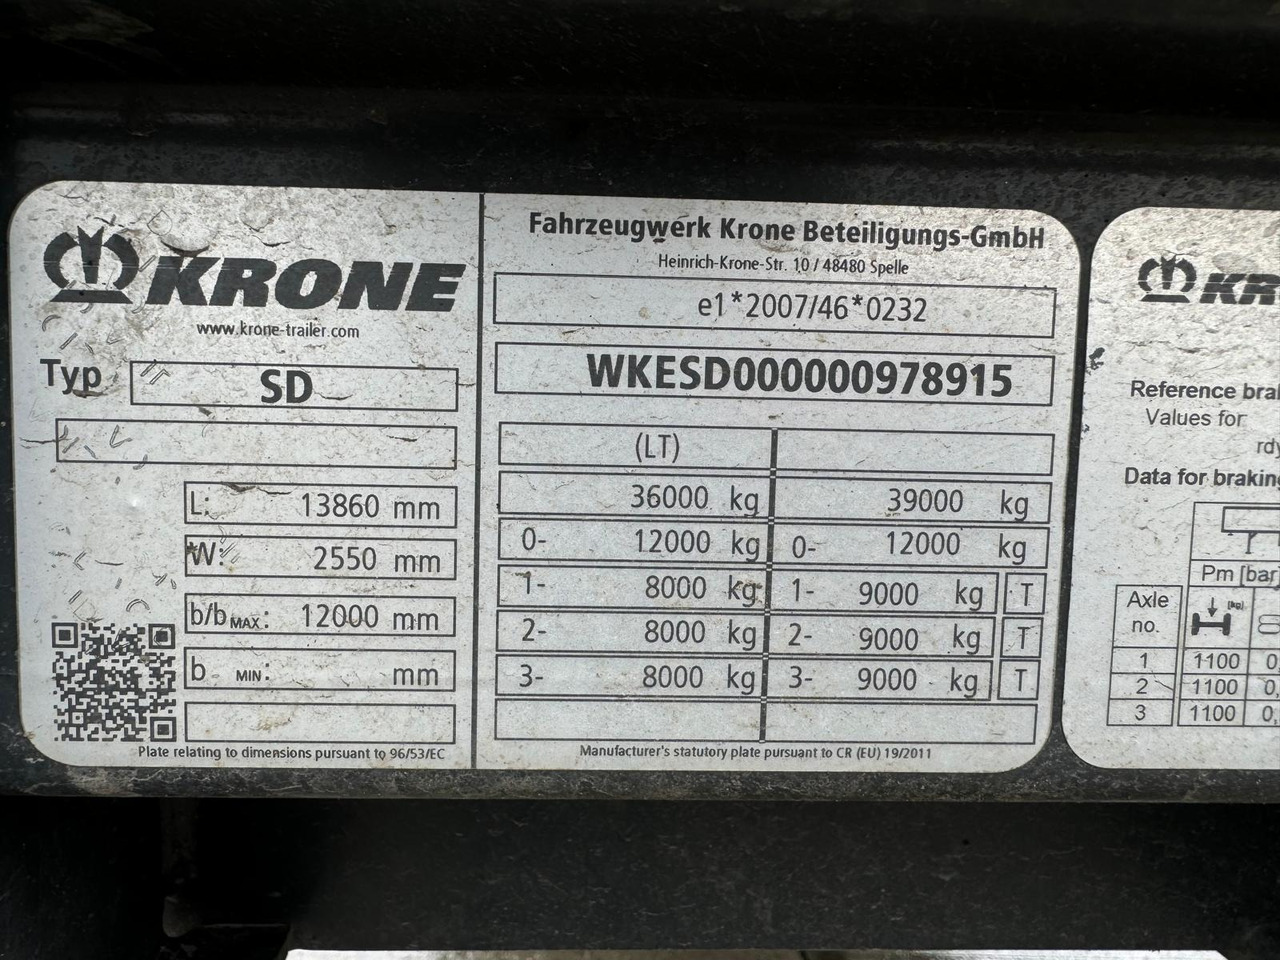 KRONE
www.krone-trailer.com
Typ SD
L: 13860 mm
W: 2550 mm
b/b MAX: 12000 mm
b MIN: mm
Plate relating to dimensions pursuant to 96/53/EC
Fahrzeugwerk Krone Beteiligungs-GmbH
Heinrich-Krone-Str. 10 / 48480 Spelle
e1*2007/46*0232
WKESD000000978915
(LT)
36000 kg 39000 kg
0- 12000 kg 0- 12000 kg
1- 8000 kg 1- 9000 kg T
2- 8000 kg 2- 9000 kg T
3- 8000 kg 3- 9000 kg T
Manufacturer's statutory plate pursuant to CR (EU) 19/2011
KR
Reference bra
Values for
rdy
Data for braking
Pm [bar]
Axle no. [kg]
1 1100 0,
2 1100 0,
3 1100 0,